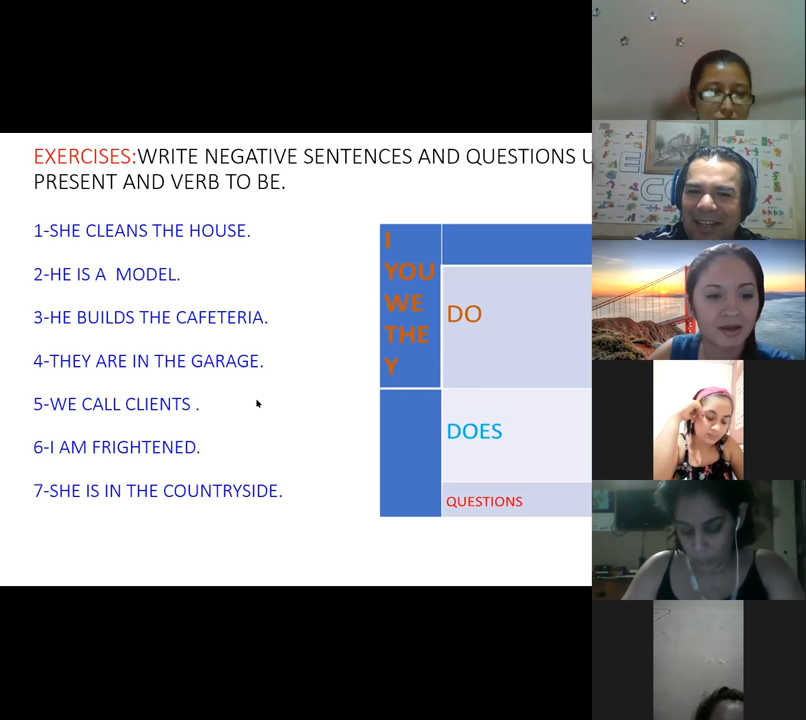 EXERCISES:WRITE NEGATIVE SENTENCES AND QUESTIONS U
PRESENT AND VERB TO BE.
1-SHE CLEANS THE HOUSE.
2-HE IS A  MODEL.
3-HE BUILDS THE CAFETERIA.
4-THEY ARE IN THE GARAGE.
5-WE CALL CLIENTS .
6-I AM FRIGHTENED.
7-SHE IS IN THE COUNTRYSIDE.
I
YOU
WE
THE
Y
DO
DOES
QUESTIONS